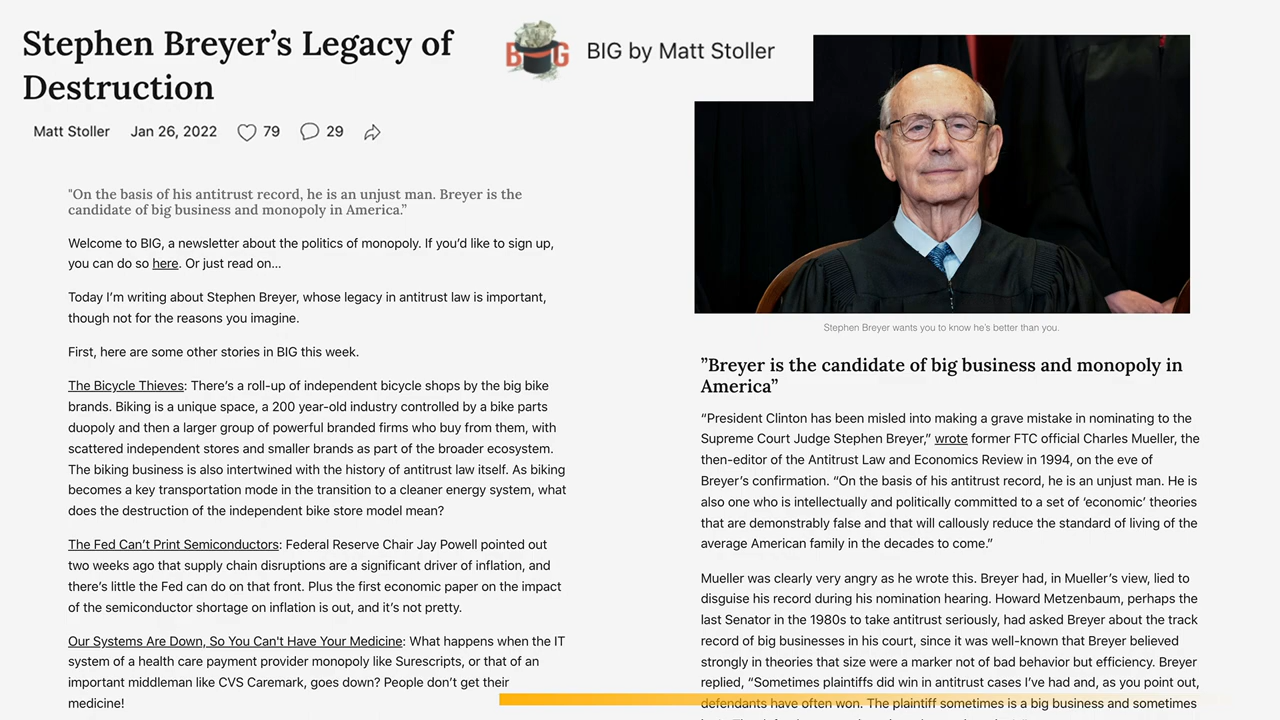 Stephen Breyer’s Legacy of
Destruction
Matt Stoller Jan 26, 2022 79 29
BIG by Matt Stoller
"On the basis of his antitrust record, he is an unjust man. Breyer is the
candidate of big business and monopoly in America.”
Welcome to BIG, a newsletter about the politics of monopoly. If you’d like to sign up,
you can do so here. Or just read on…
Today I’m writing about Stephen Breyer, whose legacy in antitrust law is important,
though not for the reasons you imagine.
First, here are some other stories in BIG this week.
The Bicycle Thieves: There’s a roll-up of independent bicycle shops by the big bike
brands. Biking is a unique space, a 200 year-old industry controlled by a bike parts
duopoly and then a larger group of powerful branded firms who buy from them, with
scattered independent stores and smaller brands as part of the broader ecosystem.
The biking business is also intertwined with the history of antitrust law itself. As biking
becomes a key transportation mode in the transition to a cleaner energy system, what
does the destruction of the independent bike store model mean?
The Fed Can’t Print Semiconductors: Federal Reserve Chair Jay Powell pointed out
two weeks ago that supply chain disruptions are a significant driver of inflation, and
there’s little the Fed can do on that front. Plus the first economic paper on the impact
of the semiconductor shortage on inflation is out, and it’s not pretty.
Our Systems Are Down, So You Can't Have Your Medicine: What happens when the IT
system of a health care payment provider monopoly like Surescripts, or that of an
important middleman like CVS Caremark, goes down? People don’t get their
medicine!
Stephen Breyer wants you to know he’s better than you.
”Breyer is the candidate of big business and monopoly in
America”
“President Clinton has been misled into making a grave mistake in nominating to the
Supreme Court Judge Stephen Breyer,” wrote former FTC official Charles Mueller, the
then-editor of the Antitrust Law and Economics Review in 1994, on the eve of
Breyer’s confirmation. “On the basis of his antitrust record, he is an unjust man. He is
also one who is intellectually and politically committed to a set of ‘economic’ theories
that are demonstrably false and that will callously reduce the standard of living of the
average American family in the decades to come.”
Mueller was clearly very angry as he wrote this. Breyer had, in Mueller’s view, lied to
disguise his record during his nomination hearing. Howard Metzenbaum, perhaps the
last Senator in the 1980s to take antitrust seriously, had asked Breyer about the track
record of big businesses in his court, since it was well-known that Breyer believed
strongly in theories that size were a marker not of bad behavior but efficiency. Breyer
replied, “Sometimes plaintiffs did win in antitrust cases I’ve had and, as you point out,
defendants have often won. The plaintiff sometimes is a big business and sometimes